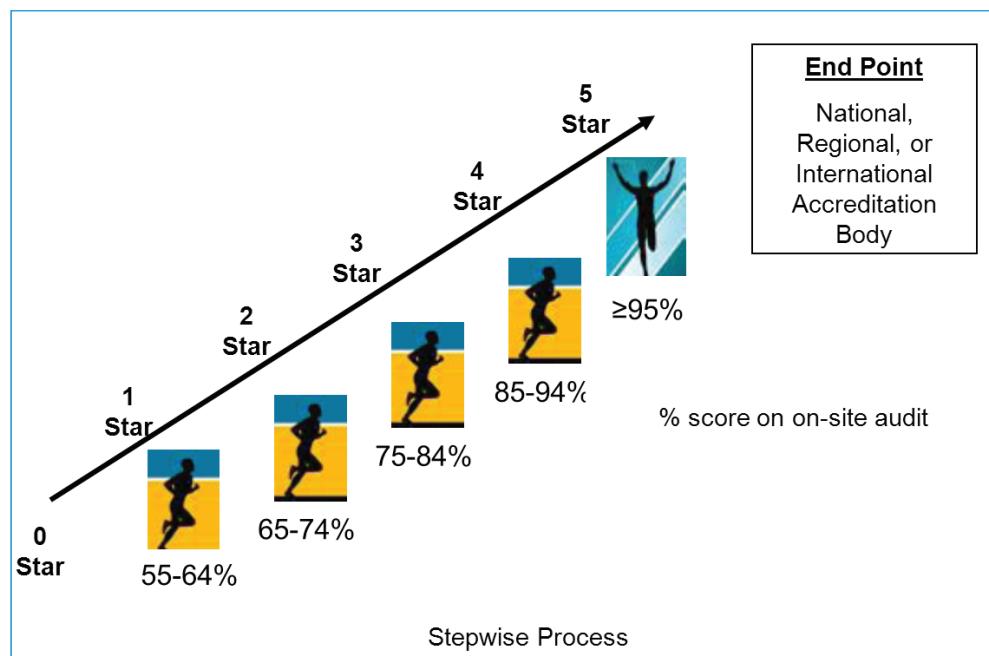 End Point
National,
Regional, or
International
Accreditation
Body
5
Star
4
Star
3
Star
2
Star
1
Star
0
Star
≥95%
85-94%
75-84%
65-74%
55-64%
% score on on-site audit
Stepwise Process